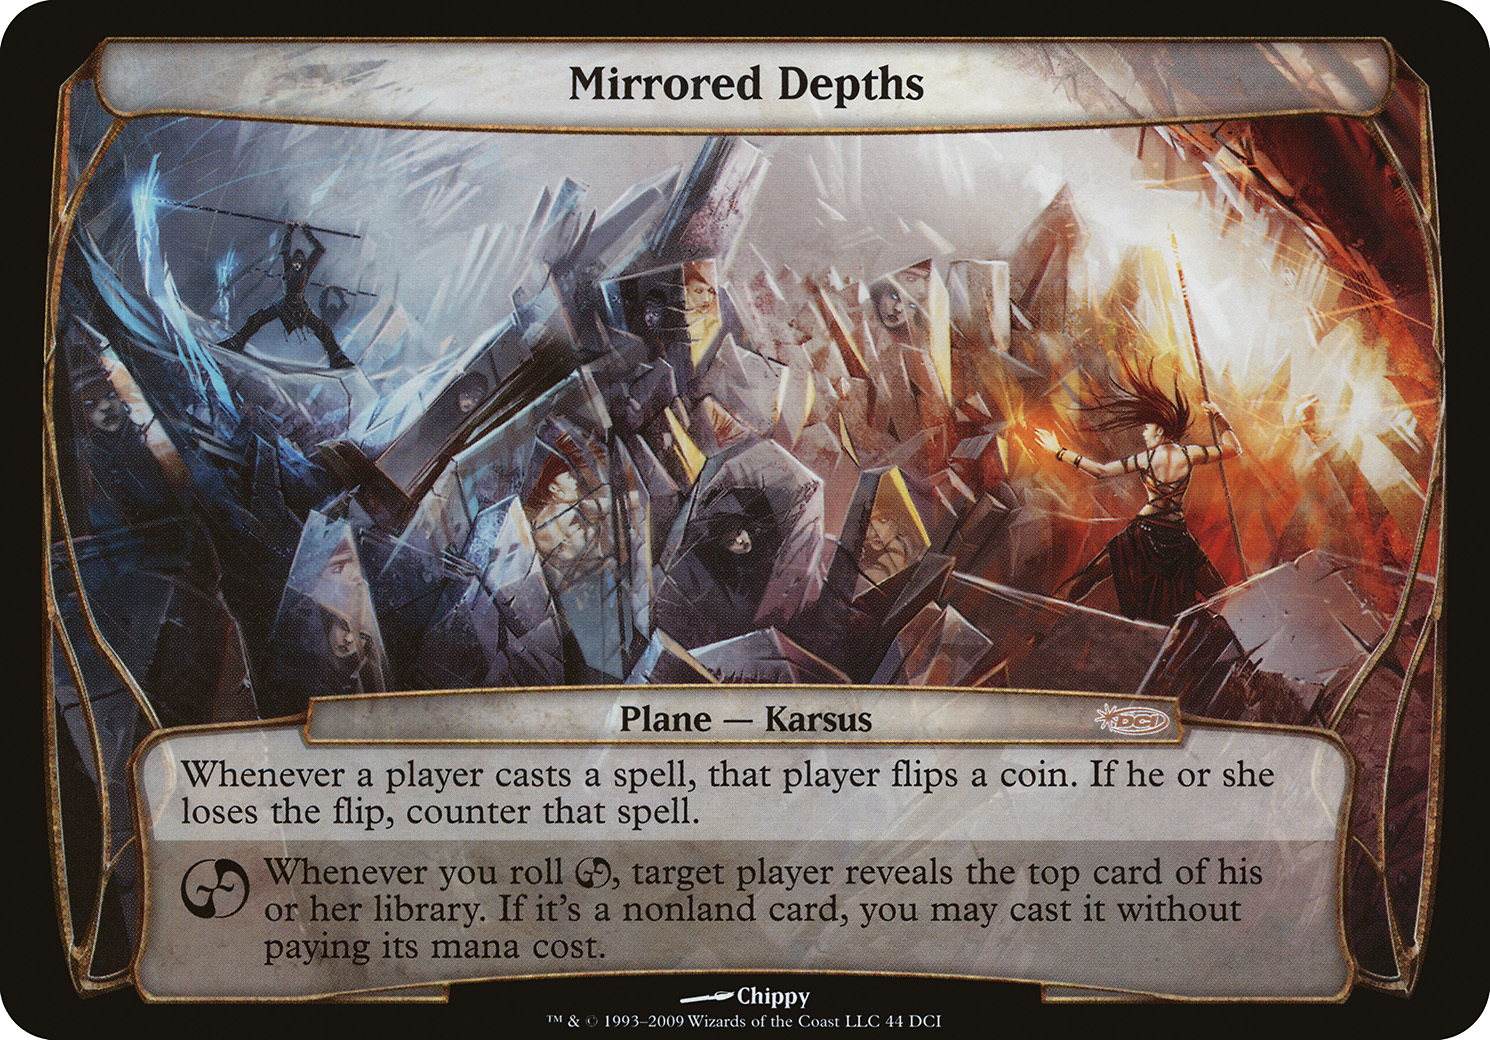 Mirrored Depths
Plane — Karsus
DCI
Whenever a player casts a spell, that player flips a coin. If he or she
loses the flip, counter that spell.
Whenever you roll , target player reveals the top card of his
or her library. If it's a nonland card, you may cast it without
paying its mana cost.
Chippy
™ & © 1993–2009 Wizards of the Coast LLC 44 DCI